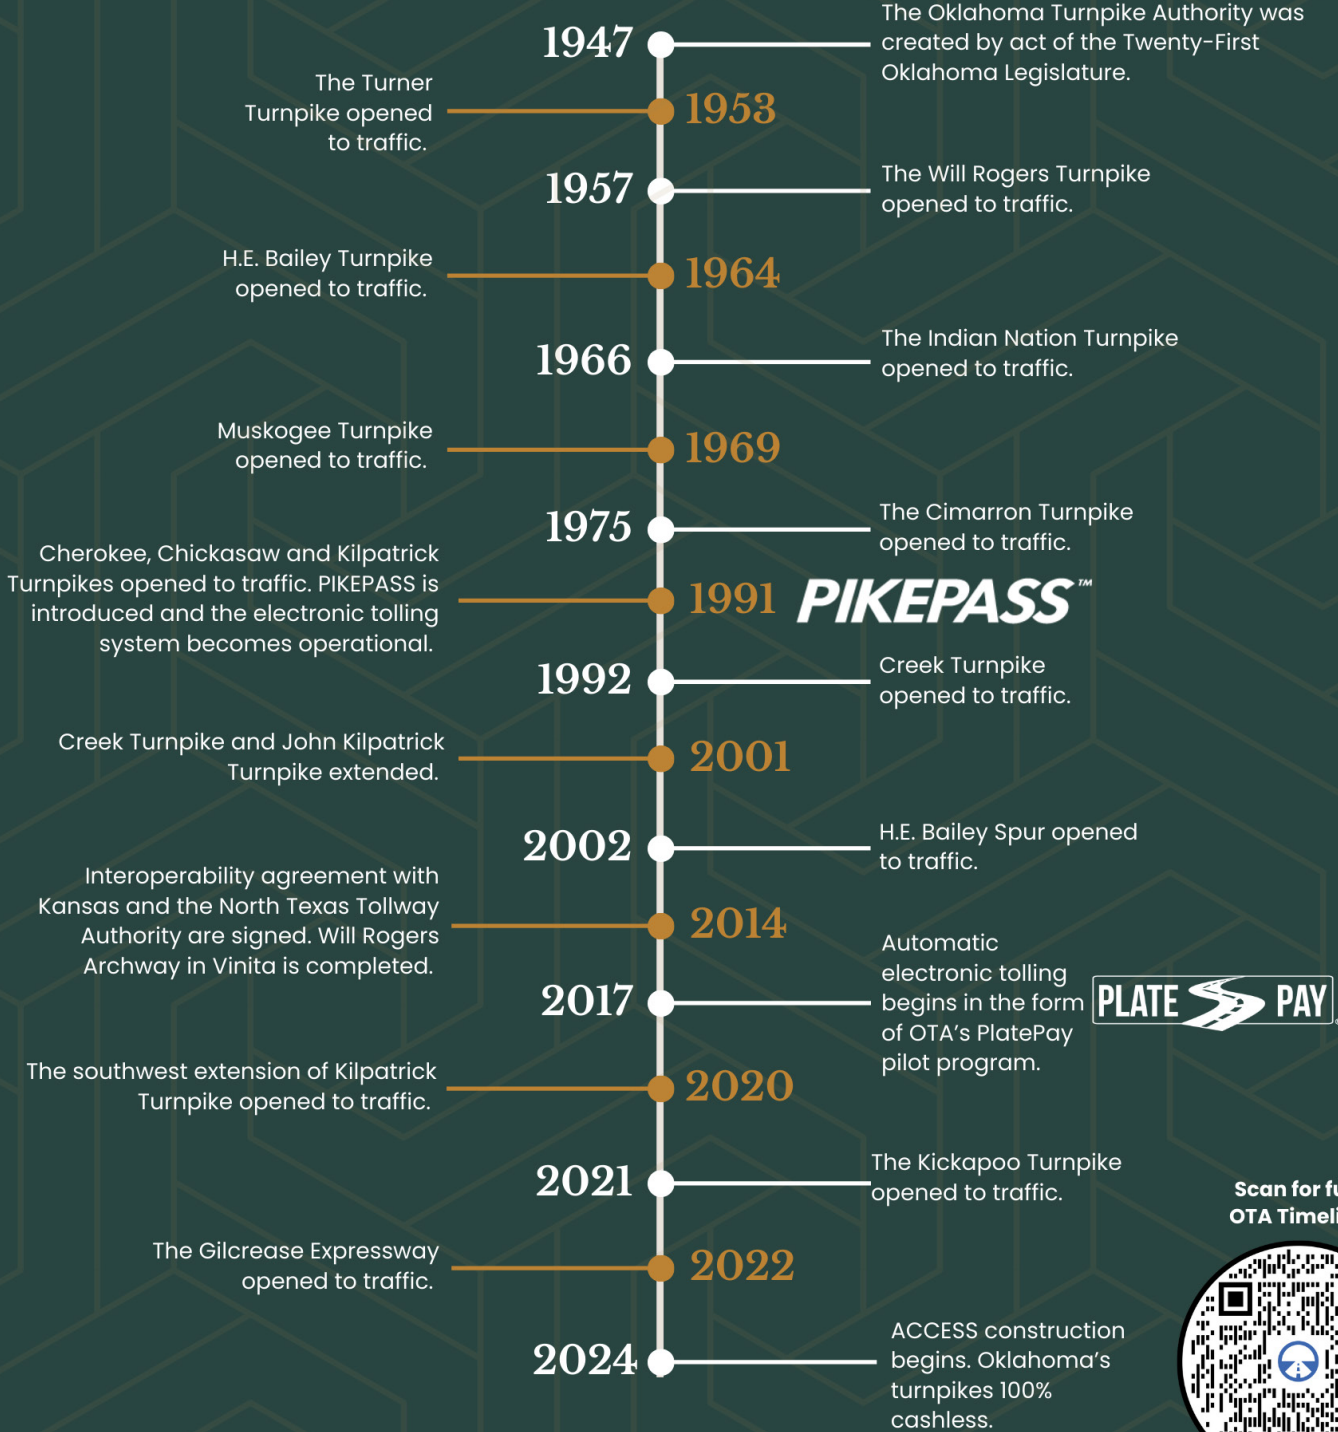 1947
The Oklahoma Turnpike Authority was
created by act of the Twenty-First
Oklahoma Legislature.
The Turner
Turnpike opened
to traffic.
1953
1957
The Will Rogers Turnpike
opened to traffic.
H.E. Bailey Turnpike
opened to traffic.
1964
1966
The Indian Nation Turnpike
opened to traffic.
Muskogee Turnpike
opened to traffic.
1969
1975
The Cimarron Turnpike
opened to traffic.
Cherokee, Chickasaw and Kilpatrick
Turnpikes opened to traffic. PIKEPASS is
introduced and the electronic tolling
system becomes operational.
1991
PIKEPASS™
1992
Creek Turnpike
opened to traffic.
Creek Turnpike and John Kilpatrick
Turnpike extended.
2001
2002
H.E. Bailey Spur opened
to traffic.
Interoperability agreement with
Kansas and the North Texas Tollway
Authority are signed. Will Rogers
Archway in Vinita is completed.
2014
2017
Automatic
electronic tolling
begins in the form
of OTA's PlatePay
pilot program.
PLATE PAY
The southwest extension of Kilpatrick
Turnpike opened to traffic.
2020
2021
The Kickapoo Turnpike
opened to traffic.
The Gilcrease Expressway
opened to traffic.
2022
2024
ACCESS construction
begins. Oklahoma's
turnpikes 100%
cashless.
Scan for
OTA